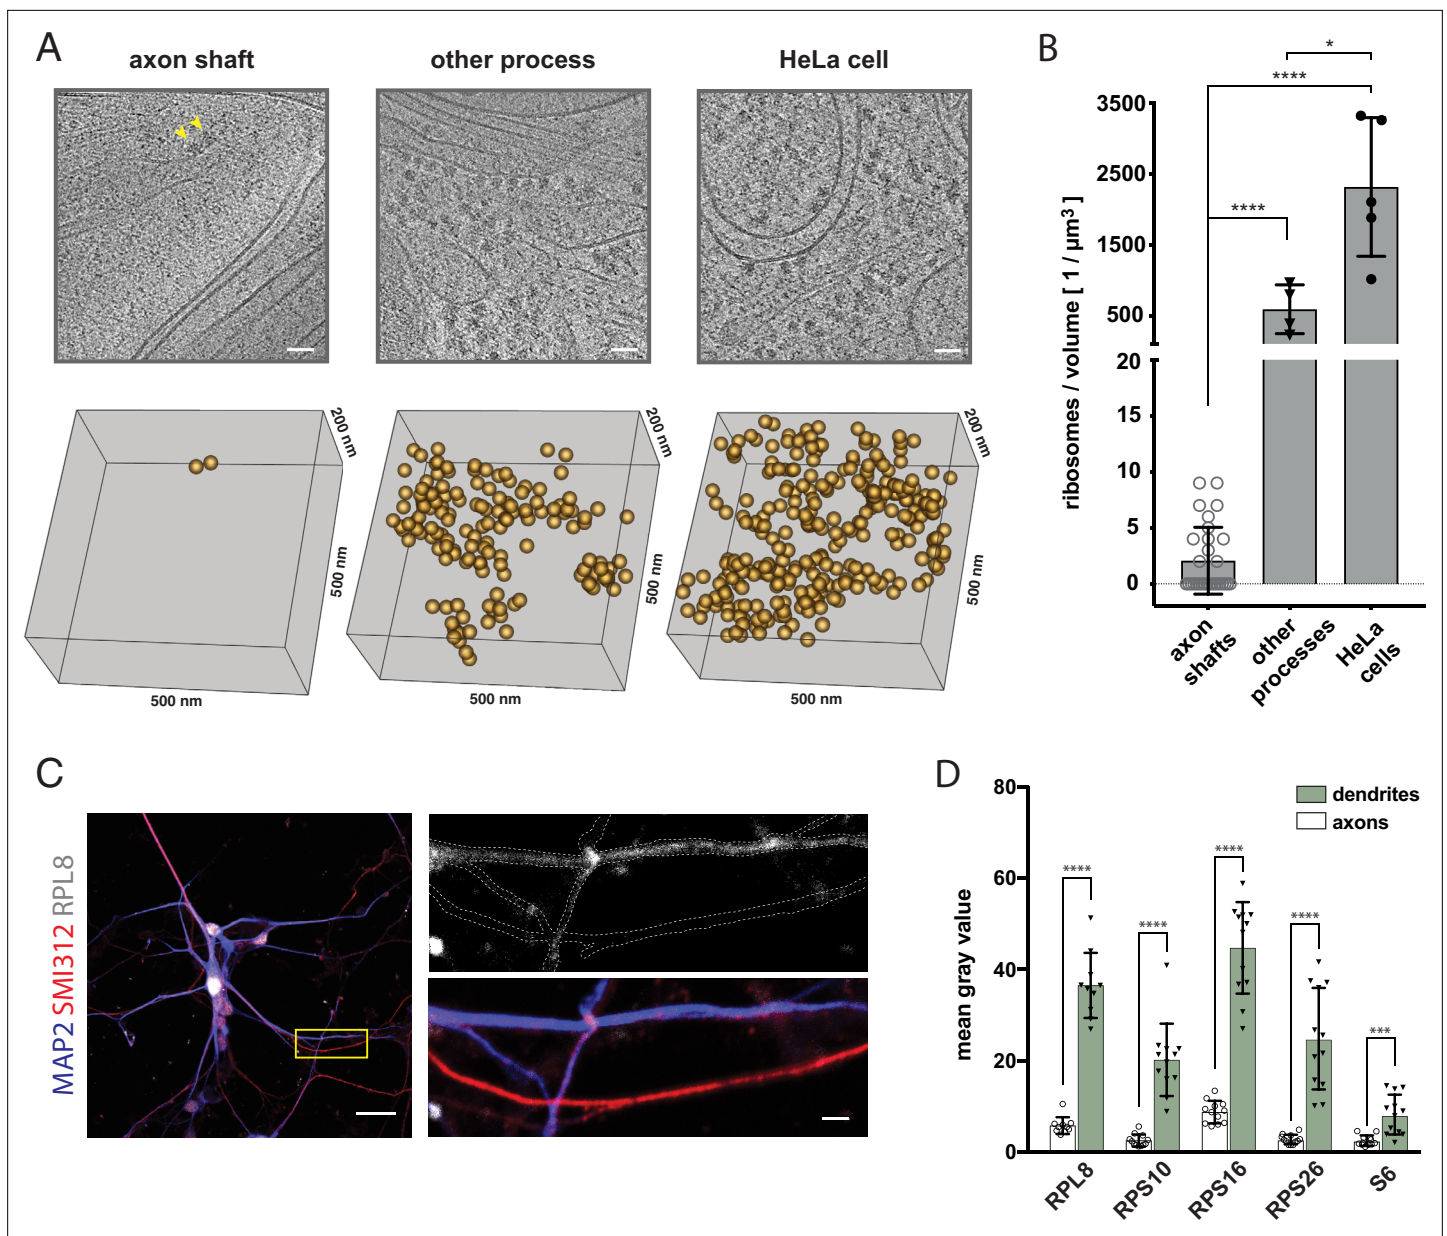 A
axon shaft
other process
HeLa cell
200 nm
500 nm
500 nm
200 nm
500 nm
500 nm
200 nm
500 nm
500 nm
B
*
****
****
ribosomes / volume [ 1 / µm³ ]
3500
2500
1500
500
20
15
10
5
0
axon shafts
other processes
HeLa cells
C
MAP2 SMI312 RPL8
D
dendrites
axons
mean gray value
80
60
40
20
0
****
****
****
****
***
RPL8
RPS10
RPS16
RPS26
S6